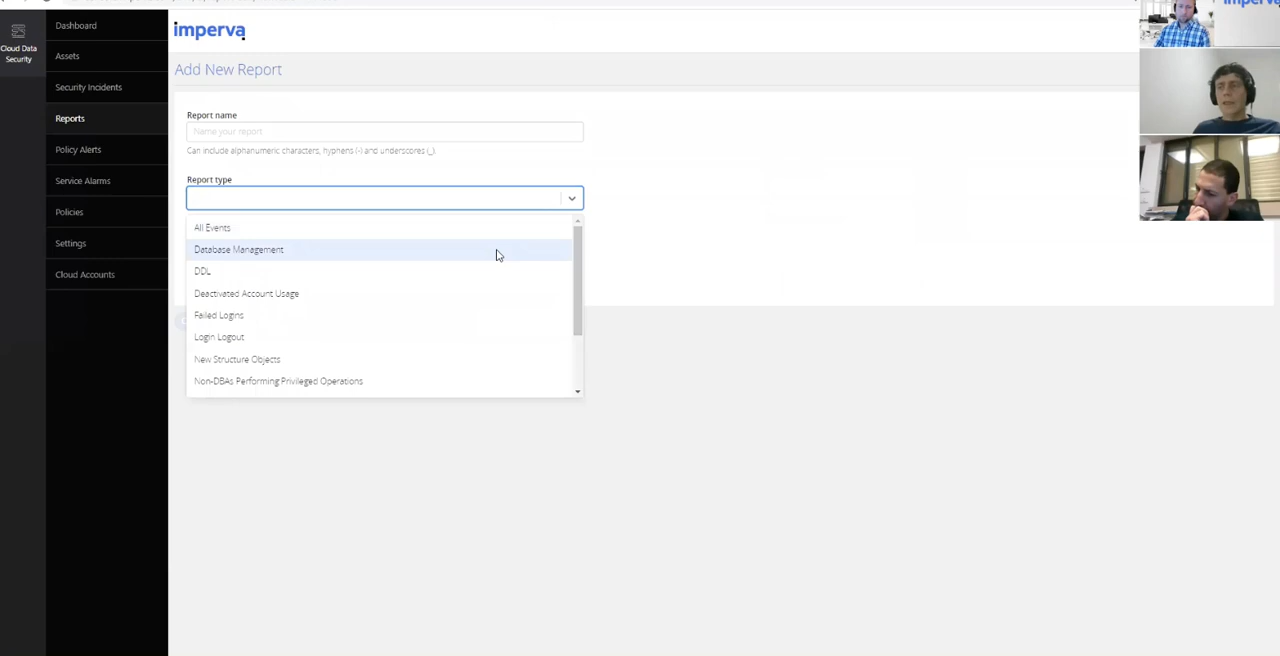 Cloud Data
Security
Dashboard
Assets
Security Incidents
Reports
Policy Alerts
Service Alarms
Policies
Settings
Cloud Accounts
imperva
Add New Report
Report name
Name your report
Can include alphanumeric characters, hyphens (-) and underscores (_).
Report type
All Events
Database Management
DDL
Deactivated Account Usage
Failed Logins
Login Logout
New Structure Objects
Non-DBAs Performing Privileged Operations
imperva